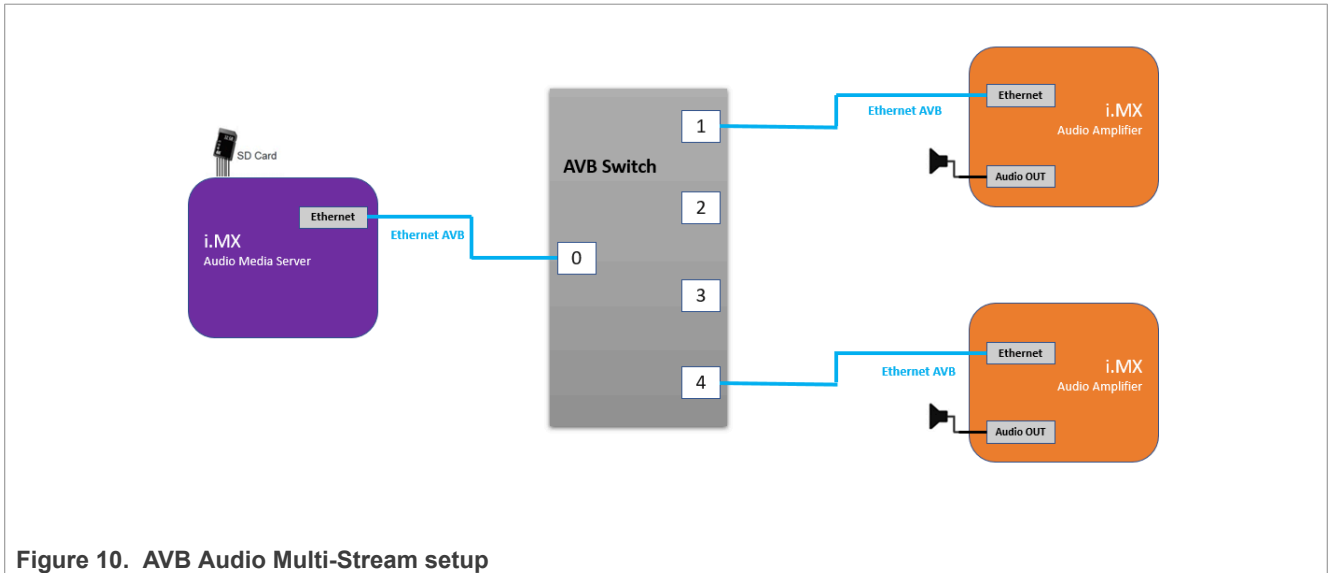 SD Card
Ethernet
i.MX
Audio Media Server
Ethernet AVB
AVB Switch
0
1
2
3
4
Ethernet AVB
Ethernet
i.MX
Audio Amplifier
Audio OUT
Ethernet AVB
Ethernet
i.MX
Audio Amplifier
Audio OUT
Figure 10. AVB Audio Multi-Stream setup